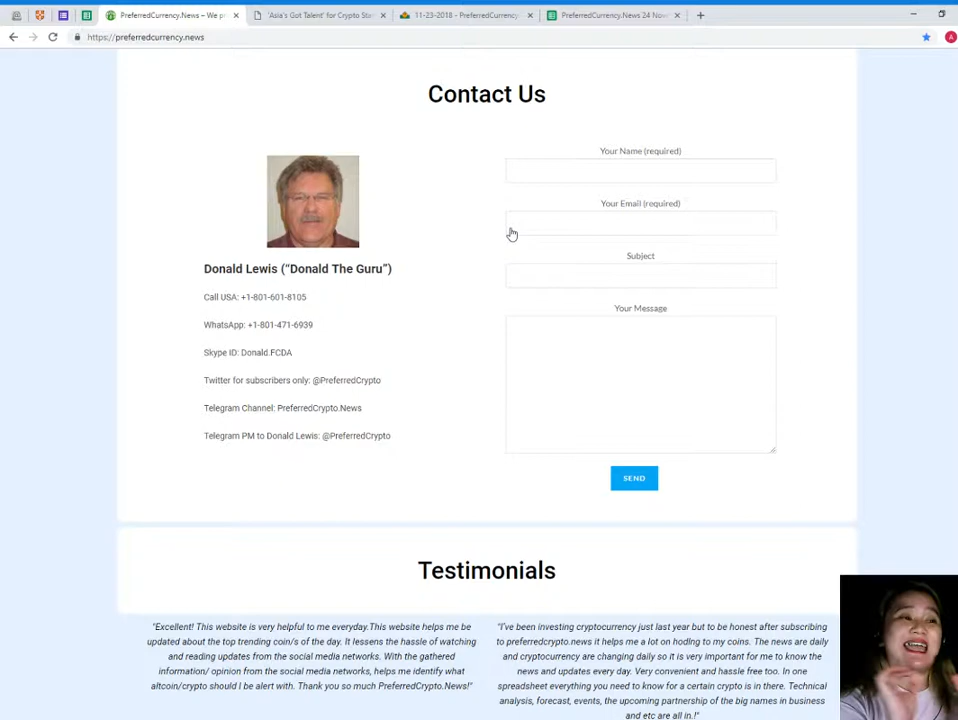 PreferredCurrency.News – We pr
'Asia's Got Talent' for Crypto Sta
11-23-2018 – PreferredCurrency
PreferredCurrency.News 24 Nov
https://preferredcurrency.news
Contact Us
Donald Lewis (“Donald The Guru”)
Call USA: +1-801-601-8105
WhatsApp: +1-801-471-6939
Skype ID: Donald.FCDA
Twitter for subscribers only: @PreferredCrypto
Telegram Channel: PreferredCrypto.News
Telegram PM to Donald Lewis: @PreferredCrypto
Your Name (required)
Your Email (required)
Subject
Your Message
SEND
Testimonials
"Excellent! This website is very helpful to me everyday.This website helps me be
updated about the top trending coin/s of the day. It lessens the hassle of watching
and reading updates from the social media networks. With the gathered
information/ opinion from the social media networks, helps me identify what
altcoin/crypto should I be alert with. Thank you so much PreferredCrypto.News!"
"I've been investing cryptocurrency just last year but to be honest after subscribing
to preferredcrypto.news it helps me a lot on hodlng to my coins. The news are daily
and cryptocurrency are changing daily so it is very important for me to know the
news and updates every day. Very convenient and hassle free too. In one
spreadsheet everything you need to know for a certain crypto is in there. Technical
analysis, forecast, events, the upcoming partnership of the big names in business
and etc are all in.!"